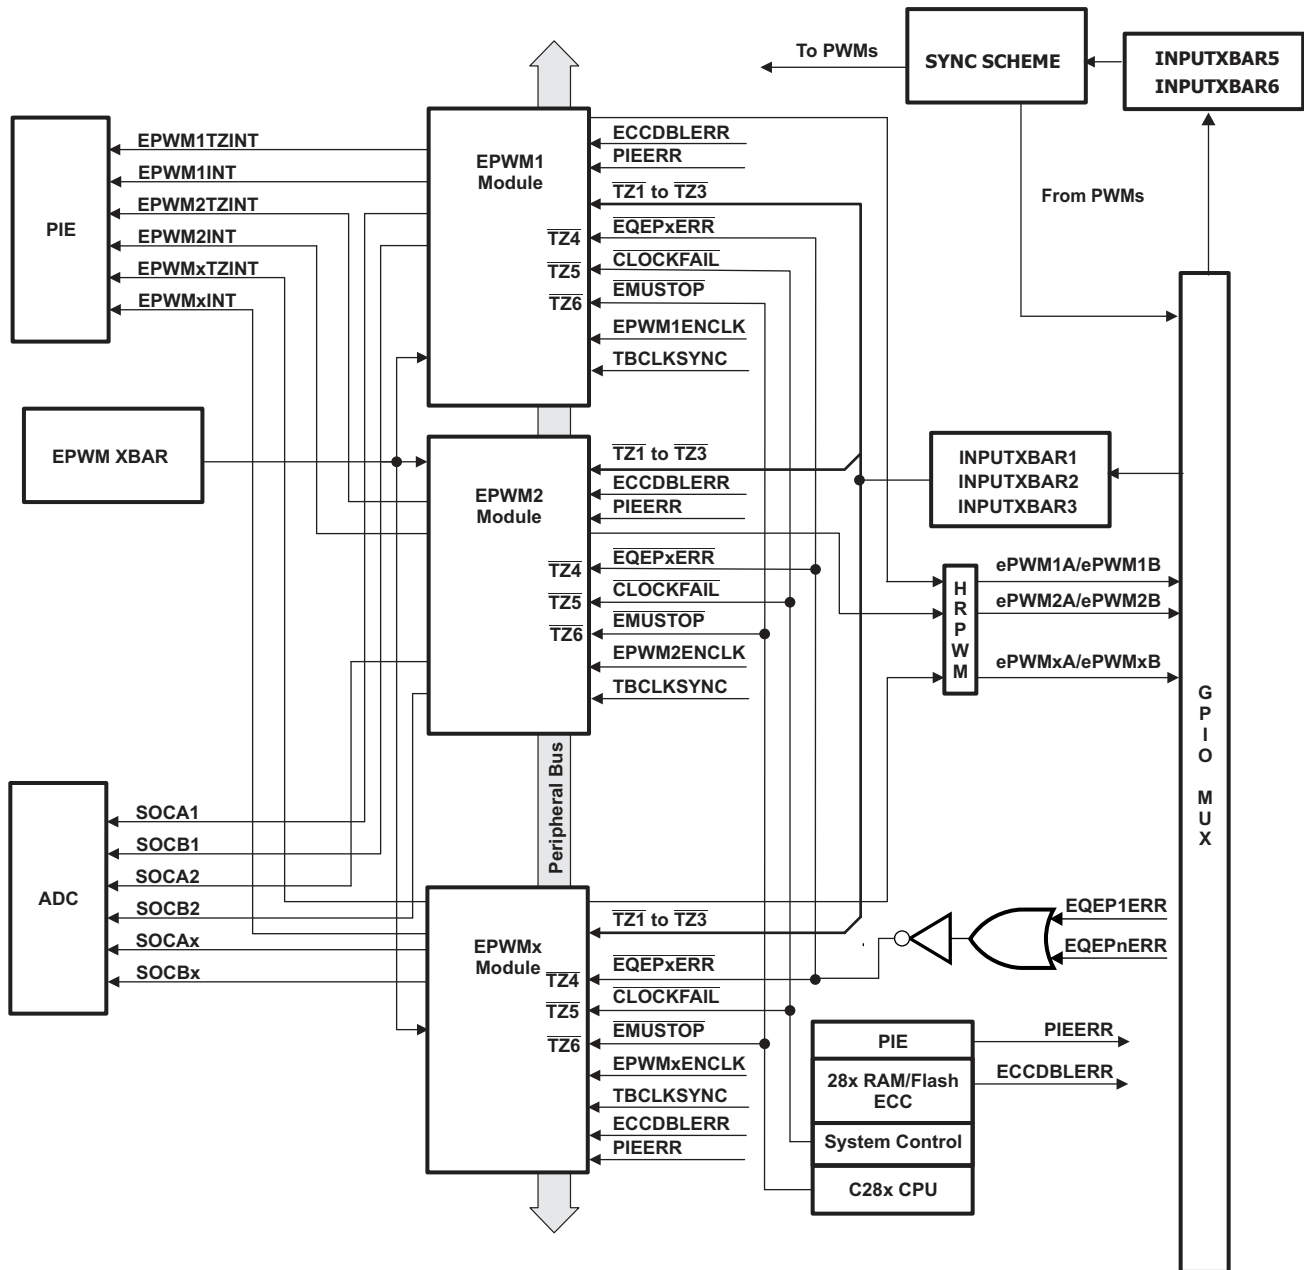 To PWMs
SYNC SCHEME
INPUTXBAR5
INPUTXBAR6
From PWMs
PIE
EPWM1TZINT
EPWM1INT
EPWM2TZINT
EPWM2INT
EPWMxTZINT
EPWMxINT
EPWM1
Module
ECCDBLERR
PIEERR
TZ1 to TZ3
TZ4
EQEPxERR
TZ5
CLOCKFAIL
TZ6
EMUSTOP
EPWM1ENCLK
TBCLKSYNC
EPWM XBAR
EPWM2
Module
TZ1 to TZ3
ECCDBLERR
PIEERR
TZ4
EQEPxERR
TZ5
CLOCKFAIL
TZ6
EMUSTOP
EPWM2ENCLK
TBCLKSYNC
INPUTXBAR1
INPUTXBAR2
INPUTXBAR3
HRPWM
ePWM1A/ePWM1B
ePWM2A/ePWM2B
ePWMxA/ePWMxB
GPIO MUX
Peripheral Bus
ADC
SOCA1
SOCB1
SOCA2
SOCB2
SOCAx
SOCBx
EPWMx
Module
TZ1 to TZ3
TZ4
EQEPxERR
TZ5
CLOCKFAIL
TZ6
EMUSTOP
EPWMxENCLK
TBCLKSYNC
ECCDBLERR
PIEERR
EQEP1ERR
EQEPnERR
PIE
PIEERR
28x RAM/Flash
ECC
ECCDBLERR
System Control
C28x CPU